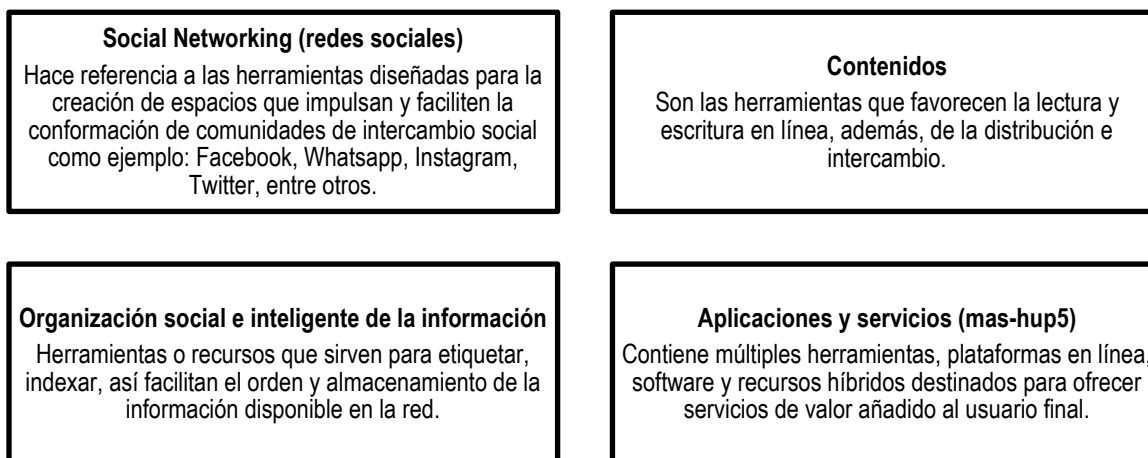 Social Networking (redes sociales)
Hace referencia a las herramientas diseñadas para la
creación de espacios que impulsan y faciliten la
conformación de comunidades de intercambio social
como ejemplo: Facebook, Whatsapp, Instagram,
Twitter, entre otros.
Contenidos
Son las herramientas que favorecen la lectura y
escritura en línea, además, de la distribución e
intercambio.
Organización social e inteligente de la información
Herramientas o recursos que sirven para etiquetar,
indexar, así facilitan el orden y almacenamiento de la
información disponible en la red.
Aplicaciones y servicios (mas-hup5)
Contiene múltiples herramientas, plataformas en línea,
software y recursos híbridos destinados para ofrecer
servicios de valor añadido al usuario final.